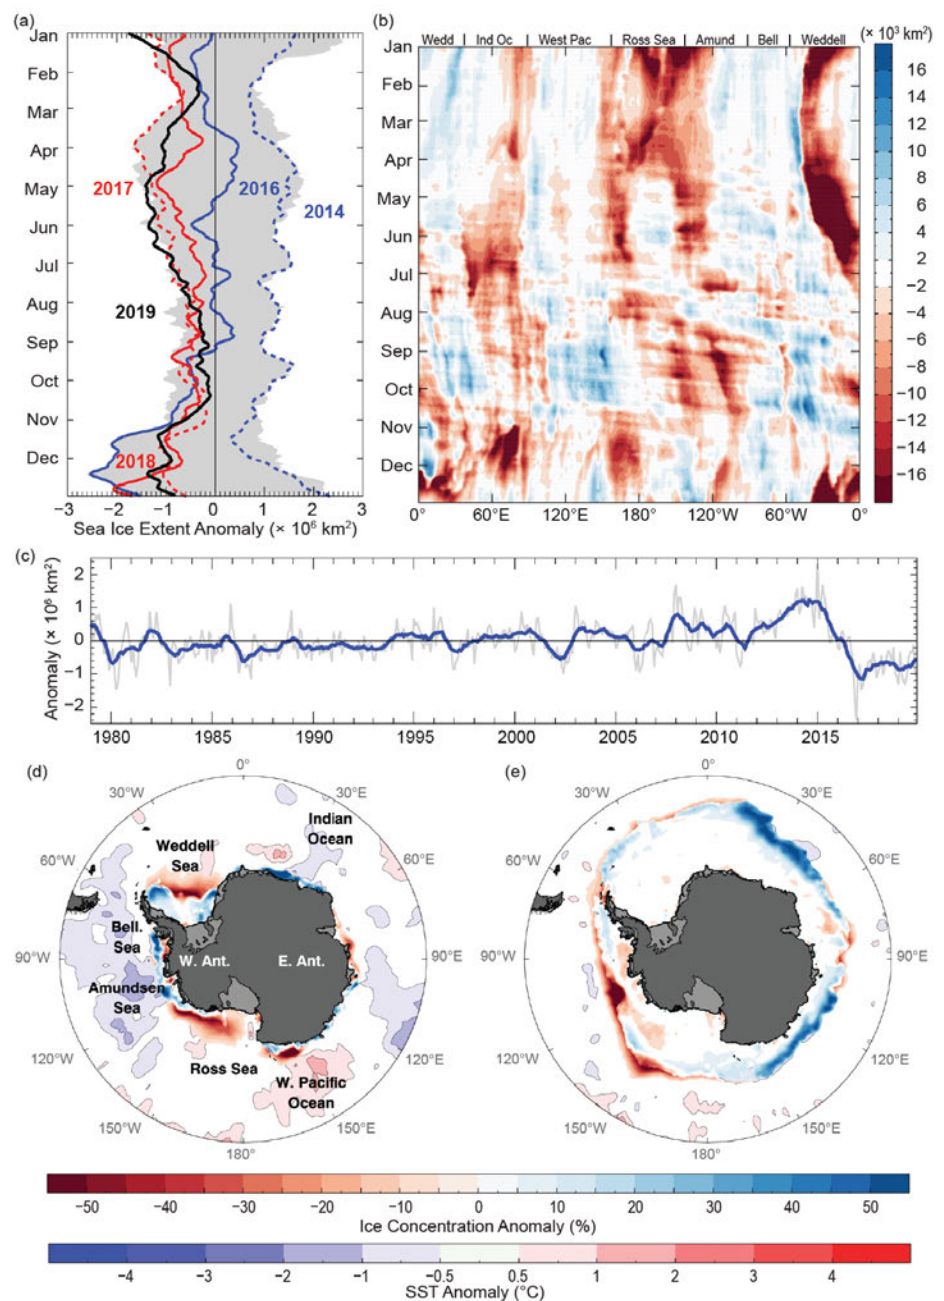 (a)
Jan
Feb
Mar
Apr
May
Jun
Jul
Aug
Sep
Oct
Nov
Dec
2017
2016
2014
2019
2018
−3 −2 −1 0 1 2 3
Sea Ice Extent Anomaly (× 10⁶ km²)
(b)
Wedd Ind Oc West Pac Ross Sea Amund Bell Weddell
(× 10³ km²)
Jan
Feb
Mar
Apr
May
Jun
Jul
Aug
Sep
Oct
Nov
Dec
0° 60°E 120°E 180° 120°W 60°W 0°
16
14
12
10
8
6
4
2
−2
−4
−6
−8
−10
−12
−14
−16
(c)
Anomaly (× 10⁶ km²)
2
1
0
−1
−2
1980 1985 1990 1995 2000 2005 2010 2015
(d)
0°
30°W 30°E
Indian
Ocean
Weddell
Sea
60°W 60°E
Bell.
Sea
W. Ant. E. Ant.
90°W 90°E
Amundsen
Sea
120°W 120°E
Ross Sea
W. Pacific
Ocean
150°W 150°E
180°
(e)
0°
30°W 30°E
60°W 60°E
90°W 90°E
120°W 120°E
150°W 150°E
180°
−50 −40 −30 −20 −10 0 10 20 30 40 50
Ice Concentration Anomaly (%)
−4 −3 −2 −1 −0.5 0.5 1 2 3 4
SST Anomaly (°C)